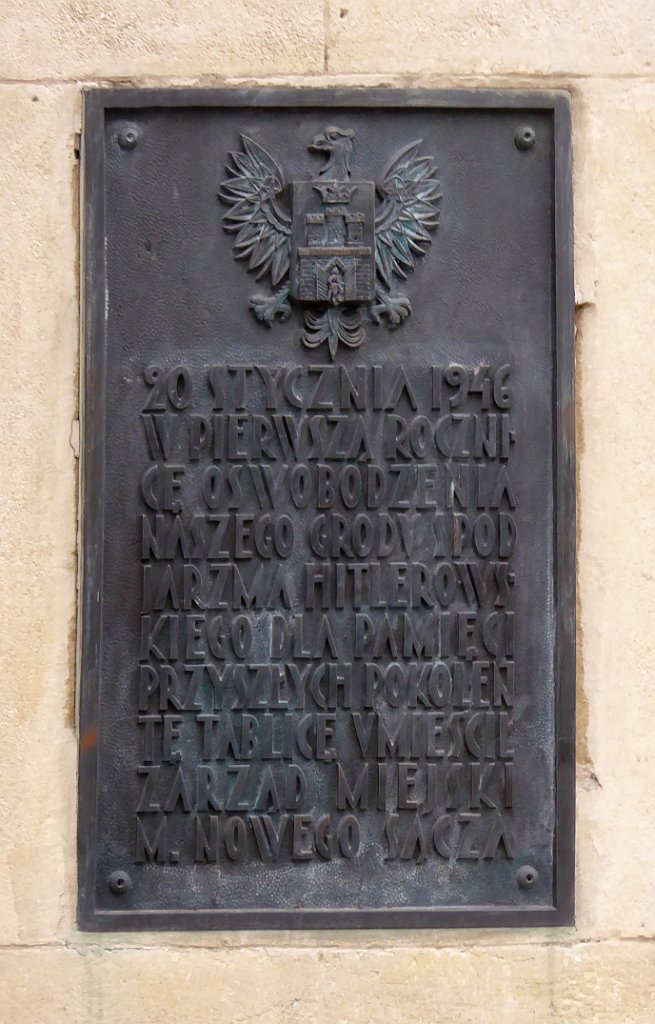 20 STYCZNIA 1946
W PIERWSZĄ ROCZNI-
CĘ OSWOBODZENIA
NASZEGO GRODU SPOD
JARZMA HITLEROWS-
KIEGO DLA PAMIĘCI
PRZYSZŁYCH POKOLEŃ
TĘ TABLICĘ UMIEŚCIŁ
ZARZĄD MIEJSKI
M. NOWEGO SĄCZA